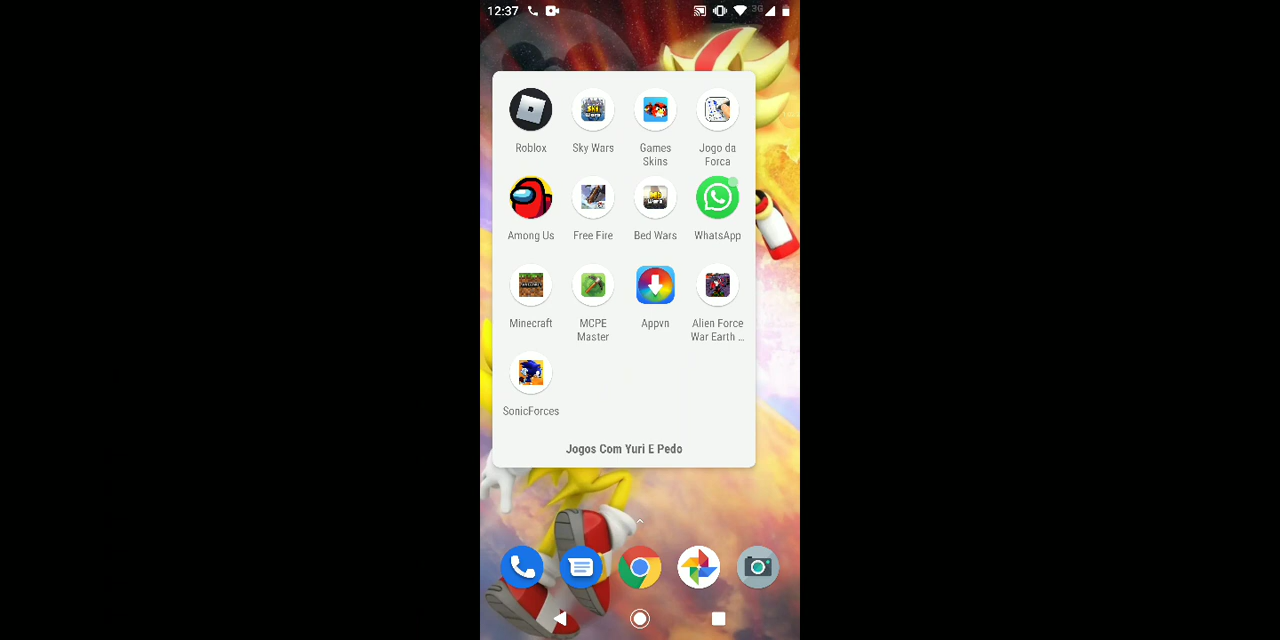 12:37
3G
Roblox
Sky Wars
Games
Skins
Jogo da
Forca
Among Us
Free Fire
Bed Wars
WhatsApp
Minecraft
MCPE
Master
Appvn
Alien Force
War Earth ...
SonicForces
Jogos Com Yuri E Pedo